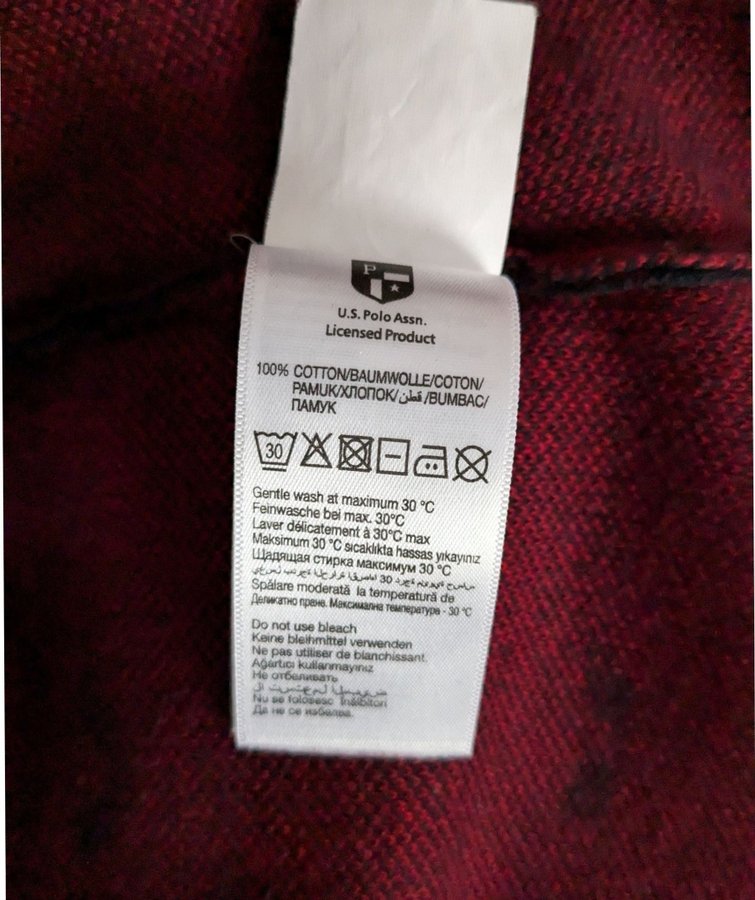 P
U.S. Polo Assn.
Licensed Product
100% COTTON/BAUMWOLLE/COTON/
PAMUK/ХЛОПОК/قطن/BUMBAC/
ПАМУК
30
Gentle wash at maximum 30 °C
Feinwasche bei max. 30°C
Laver délicatement à 30°C max
Maksimum 30 °C sıcaklıkta hassas yıkayınız
Щадящая стирка максимум 30 °C
30
Spălare moderată la temperatură de
Деликатно пране. Максимална температура - 30 °C
Do not use bleach
Keine bleihmittel verwenden
Ne pas utiliser de blanchissant.
Ağartıcı kullanmayınız
Не отбеливать
Nu se folosesc înălbitori
Да не се избелва.